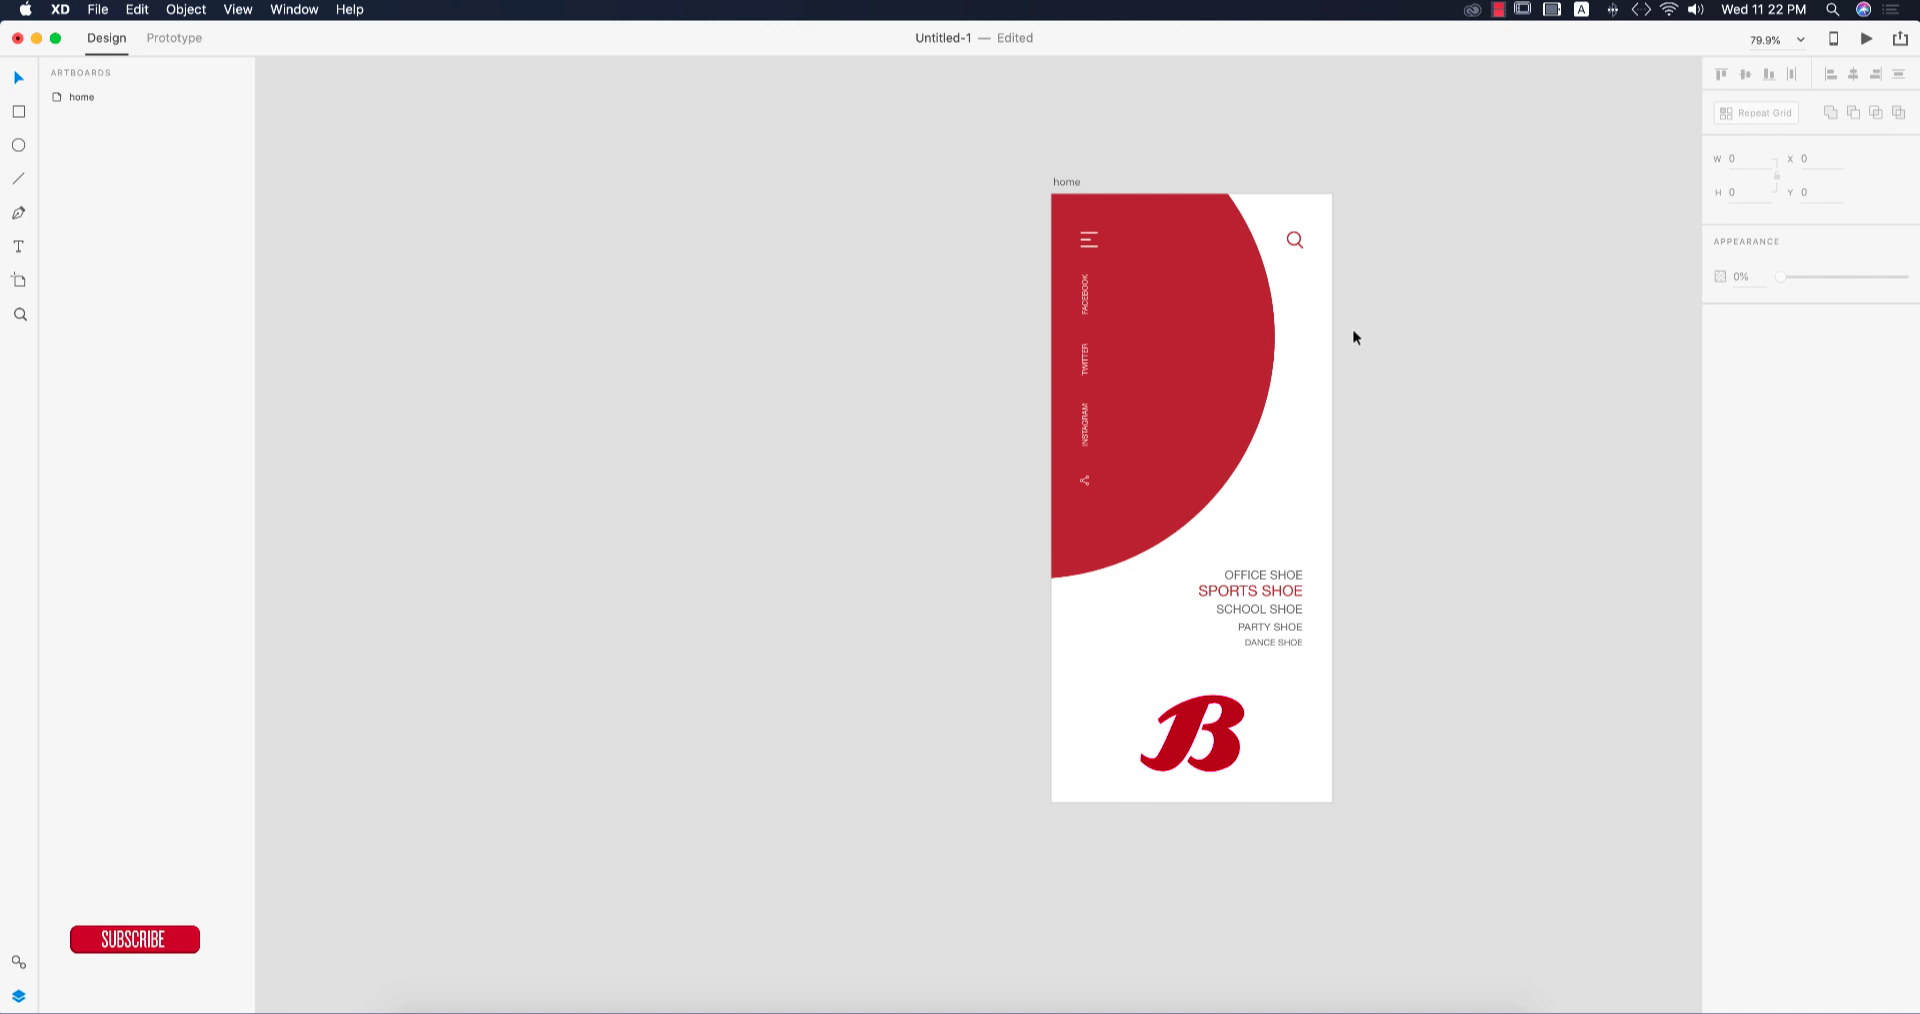 XD File Edit Object View Window Help
A Wed 11 22 PM
Design Prototype
Untitled-1 — Edited
79.9%
ARTBOARDS
home
Repeat Grid
W 0 X 0
H 0 Y 0
APPEARANCE
0%
home
FACEBOOK
TWITTER
INSTAGRAM
OFFICE SHOE
SPORTS SHOE
SCHOOL SHOE
PARTY SHOE
DANCE SHOE
B
SUBSCRIBE